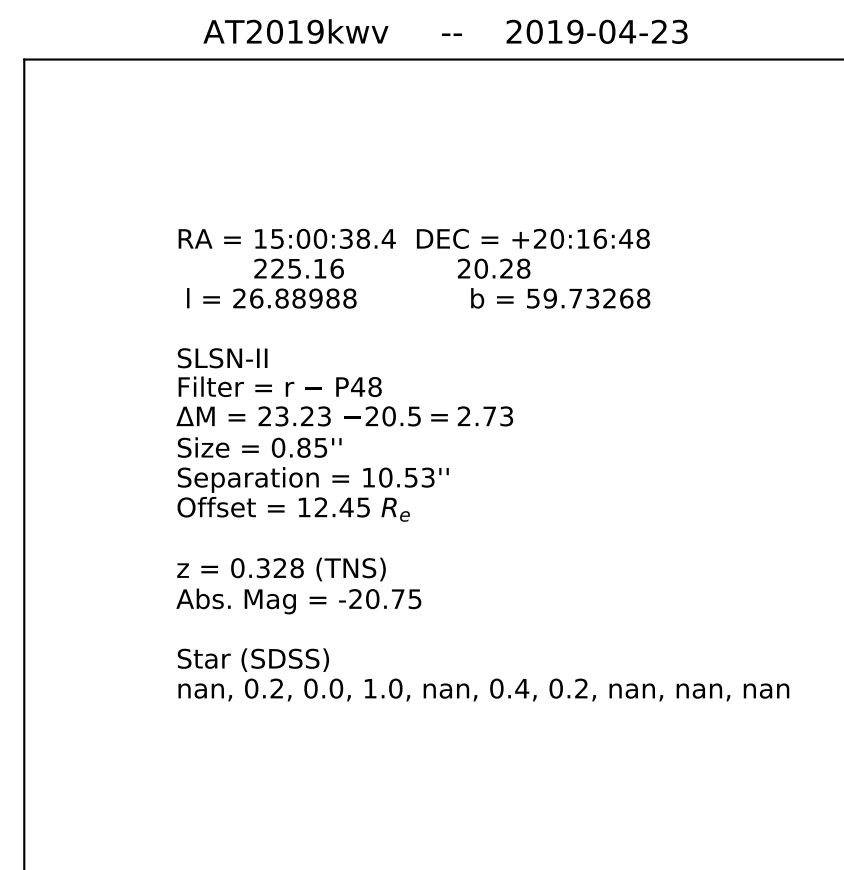 AT2019kwv -- 2019-04-23
RA = 15:00:38.4 DEC = +20:16:48
225.16 20.28
l = 26.88988 b = 59.73268
SLSN-II
Filter = r − P48
ΔM = 23.23 −20.5 = 2.73
Size = 0.85''
Separation = 10.53''
Offset = 12.45 Rₑ
z = 0.328 (TNS)
Abs. Mag = -20.75
Star (SDSS)
nan, 0.2, 0.0, 1.0, nan, 0.4, 0.2, nan, nan, nan